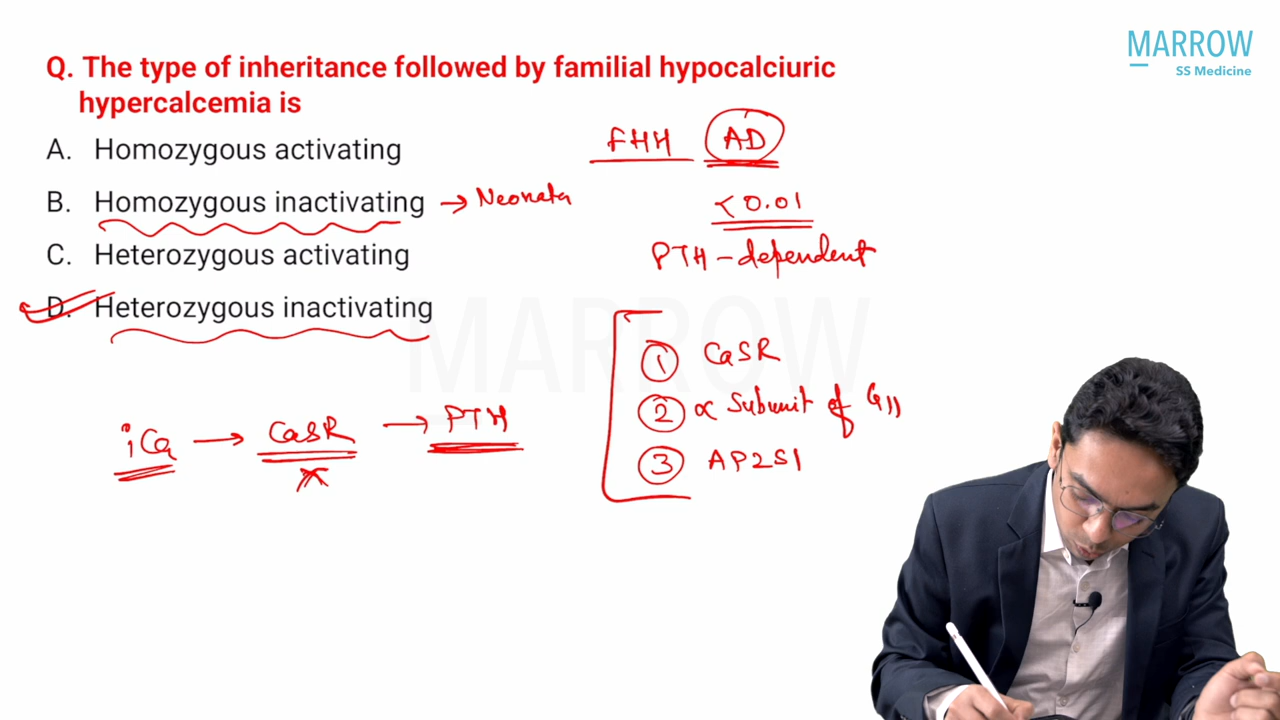 MARROW
SS Medicine
Q. The type of inheritance followed by familial hypocalciuric
hypercalcemia is
A. Homozygous activating
B. Homozygous inactivating → Neonata
C. Heterozygous activating
D. Heterozygous inactivating
FHH AD
< 0.01
PTH - dependent
iCa → CaSR → PTH
① CaSR
② α Subunit of G11
③ AP2S1
MARROW